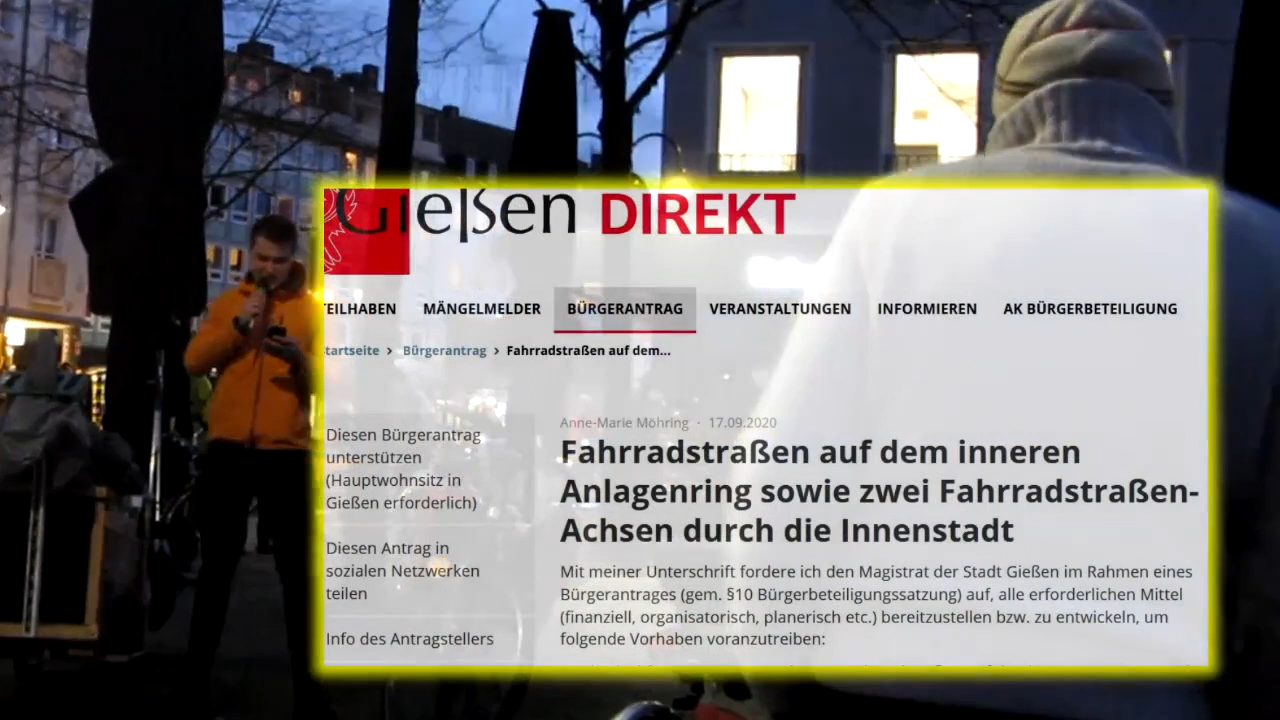 Gießen DIREKT
TEILHABEN MÄNGELMELDER BÜRGERANTRAG VERANSTALTUNGEN INFORMIEREN AK BÜRGERBETEILIGUNG
tartseite › Bürgerantrag › Fahrradstraßen auf dem...
Diesen Bürgerantrag
unterstützen
(Hauptwohnsitz in
Gießen erforderlich)
Diesen Antrag in
sozialen Netzwerken
teilen
Info des Antragstellers
Anne-Marie Möhring · 17.09.2020
Fahrradstraßen auf dem inneren
Anlagenring sowie zwei Fahrradstraßen-
Achsen durch die Innenstadt
Mit meiner Unterschrift fordere ich den Magistrat der Stadt Gießen im Rahmen eines
Bürgerantrages (gem. §10 Bürgerbeteiligungssatzung) auf, alle erforderlichen Mittel
(finanziell, organisatorisch, planerisch etc.) bereitzustellen bzw. zu entwickeln, um
folgende Vorhaben voranzutreiben: